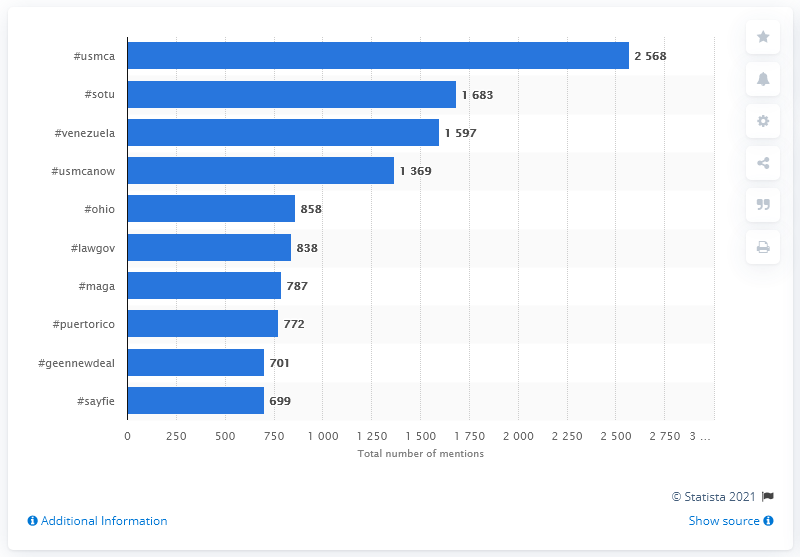 #usmca 2 568
#sotu 1 683
#venezuela 1 597
#usmcanow 1 369
#ohio 858
#lawgov 838
#maga 787
#puertorico 772
#geennewdeal 701
#sayfie 699
0 250 500 750 1 000 1 250 1 500 1 750 2 000 2 250 2 500 2 750 3 ...
Total number of mentions
© Statista 2021
Additional Information Show source